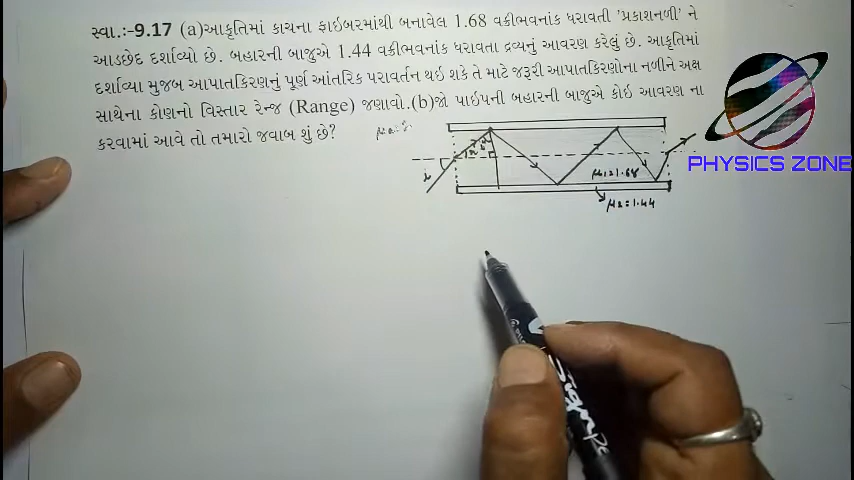 સ્વા.:-9.17 (a)આકૃતિમાં કાચના ફાઇબરમાંથી બનાવેલ 1.68 વક્રીભવનાંક ધરાવતી 'પ્રકાશનળી' ને
આડછેદ દર્શાવ્યો છે. બહારની બાજુએ 1.44 વક્રીભવનાંક ધરાવતા દ્રવ્યનું આવરણ કરેલું છે. આકૃતિમાં
દર્શાવ્યા મુજબ આપાતકિરણનું પૂર્ણ આંતરિક પરાવર્તન થઇ શકે તે માટે જરૂરી આપાતકિરણોના નળીને અક્ષ
સાથેના કોણનો વિસ્તાર રેન્જ (Range) જણાવો.(b)જો પાઇપની બહારની બાજુએ કોઇ આવરણ ના
કરવામાં આવે તો તમારો જવાબ શું છે?
PHYSICS ZONE
μ1=1.68
μ2=1.44